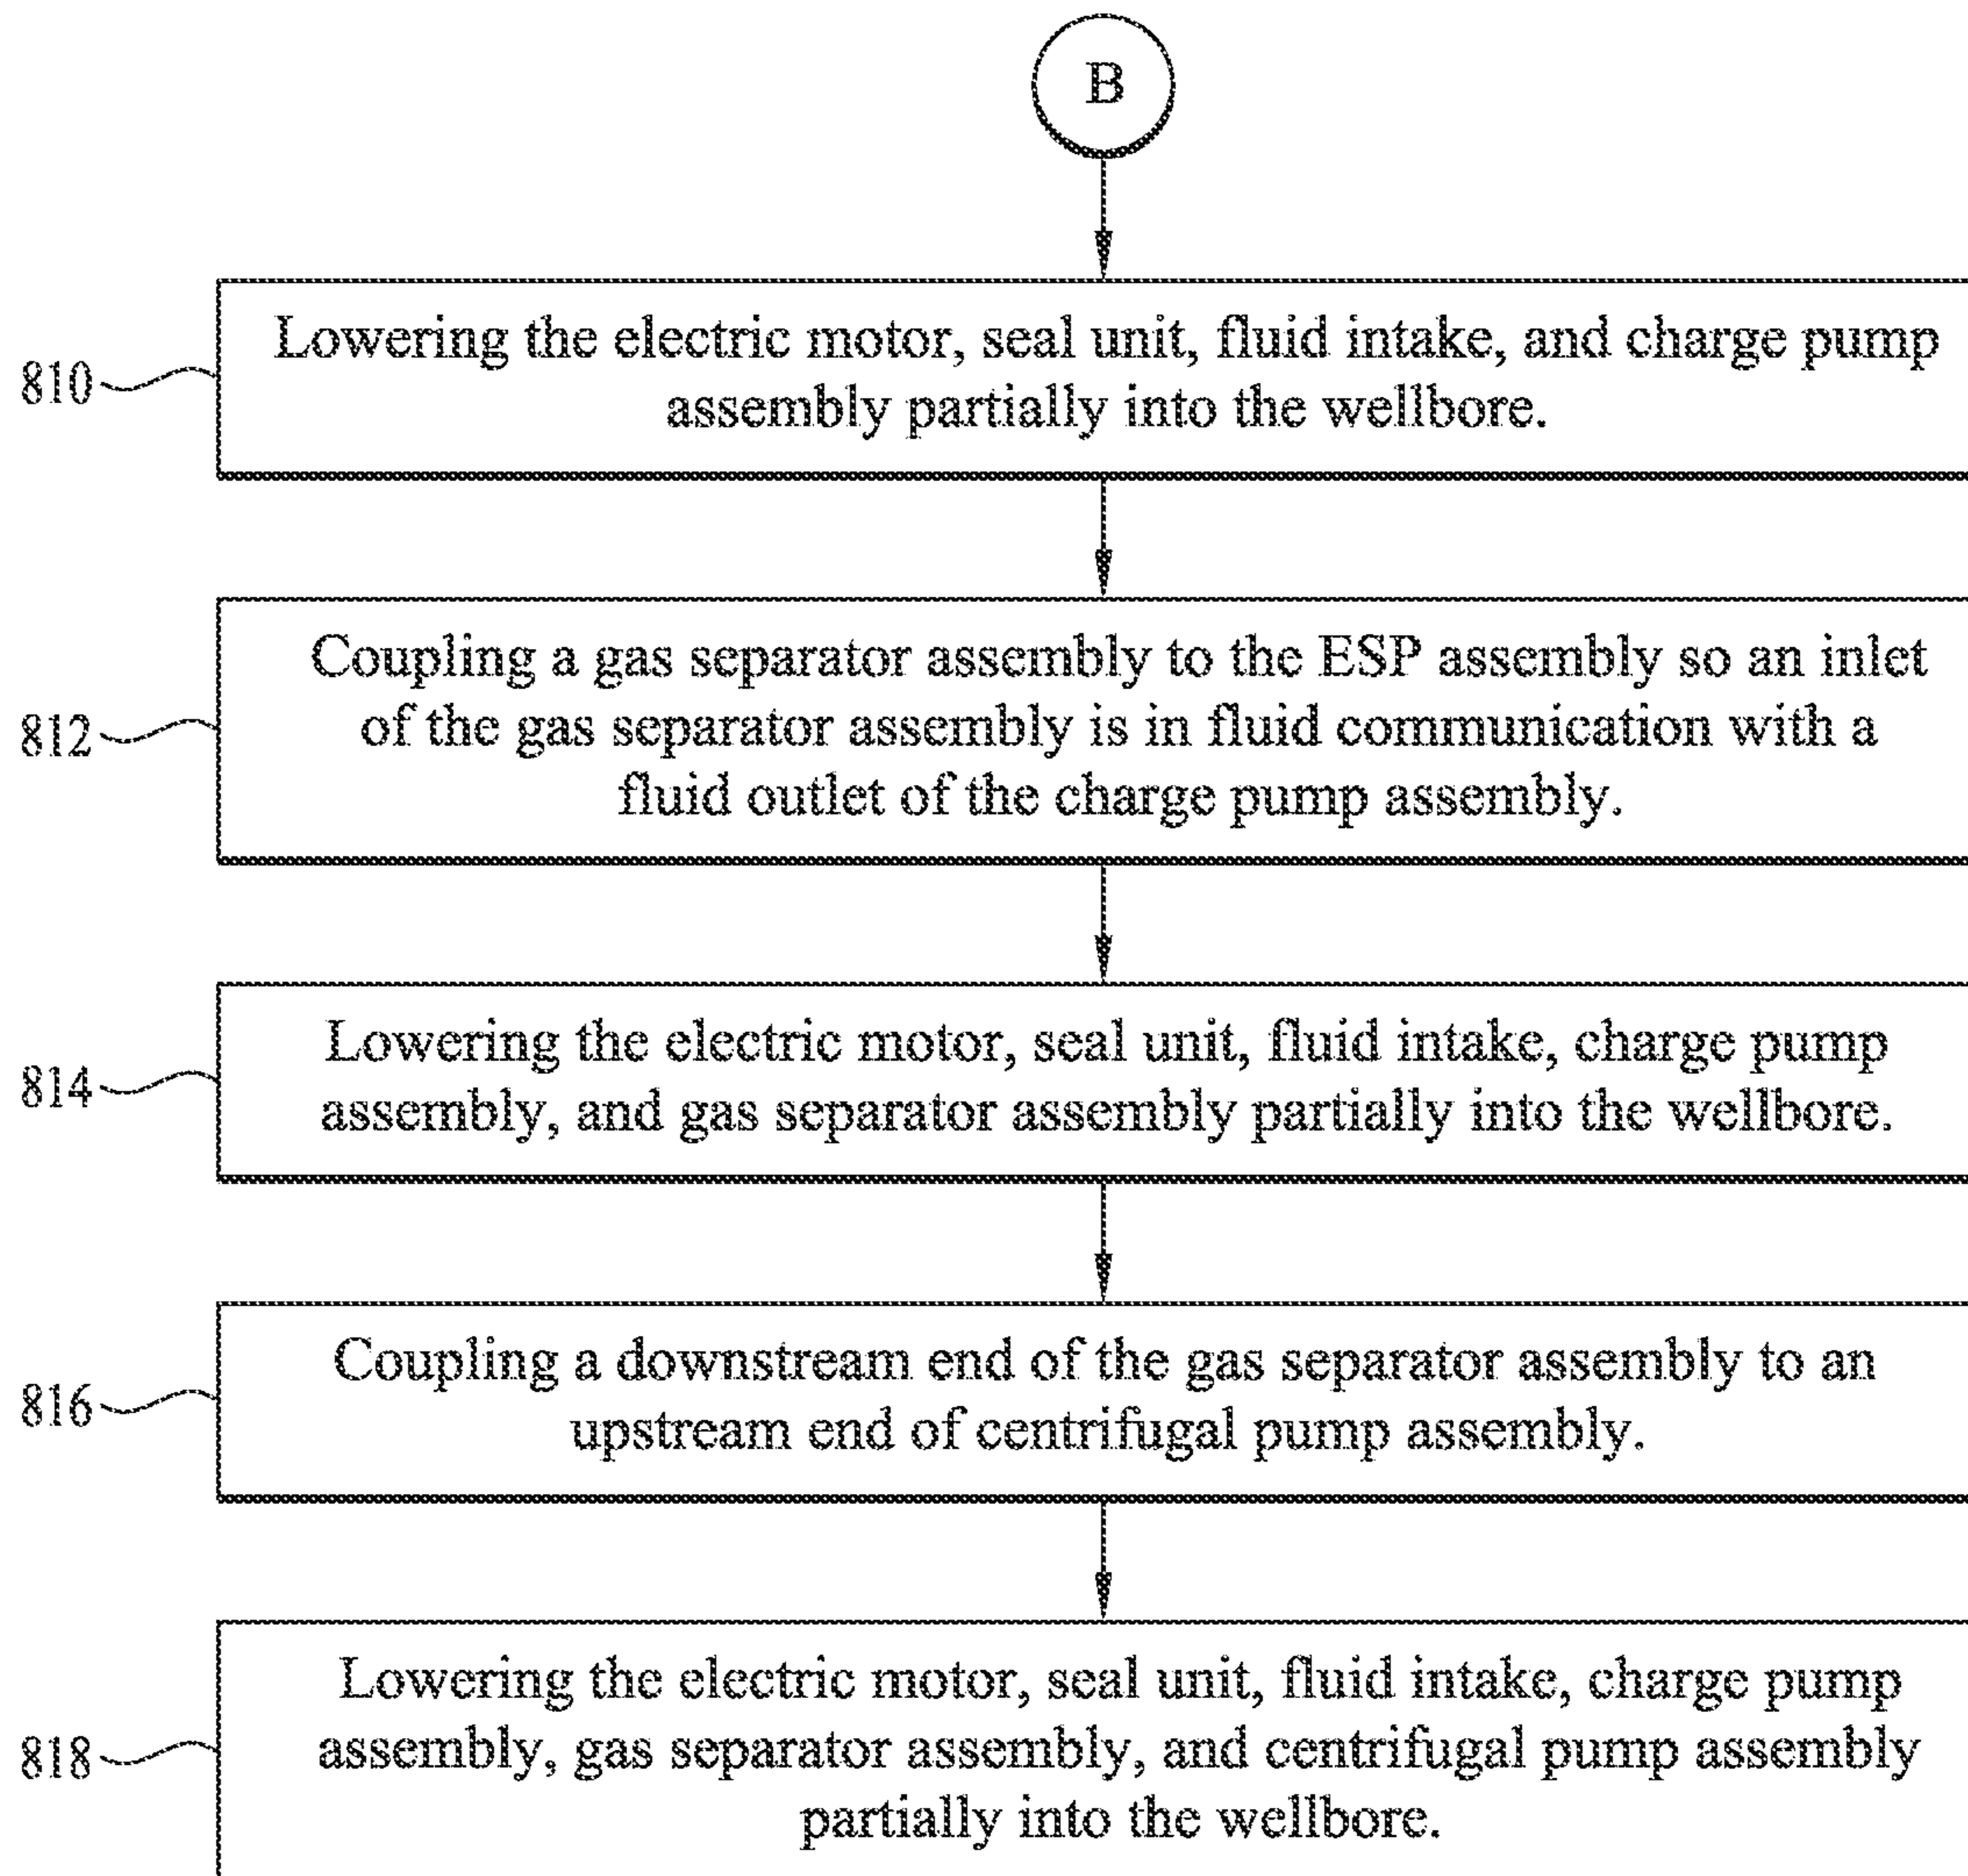 B
810
Lowering the electric motor, seal unit, fluid intake, and charge pump
assembly partially into the wellbore.
812
Coupling a gas separator assembly to the ESP assembly so an inlet
of the gas separator assembly is in fluid communication with a
fluid outlet of the charge pump assembly.
814
Lowering the electric motor, seal unit, fluid intake, charge pump
assembly, and gas separator assembly partially into the wellbore.
816
Coupling a downstream end of the gas separator assembly to an
upstream end of centrifugal pump assembly.
818
Lowering the electric motor, seal unit, fluid intake, charge pump
assembly, gas separator assembly, and centrifugal pump assembly
partially into the wellbore.